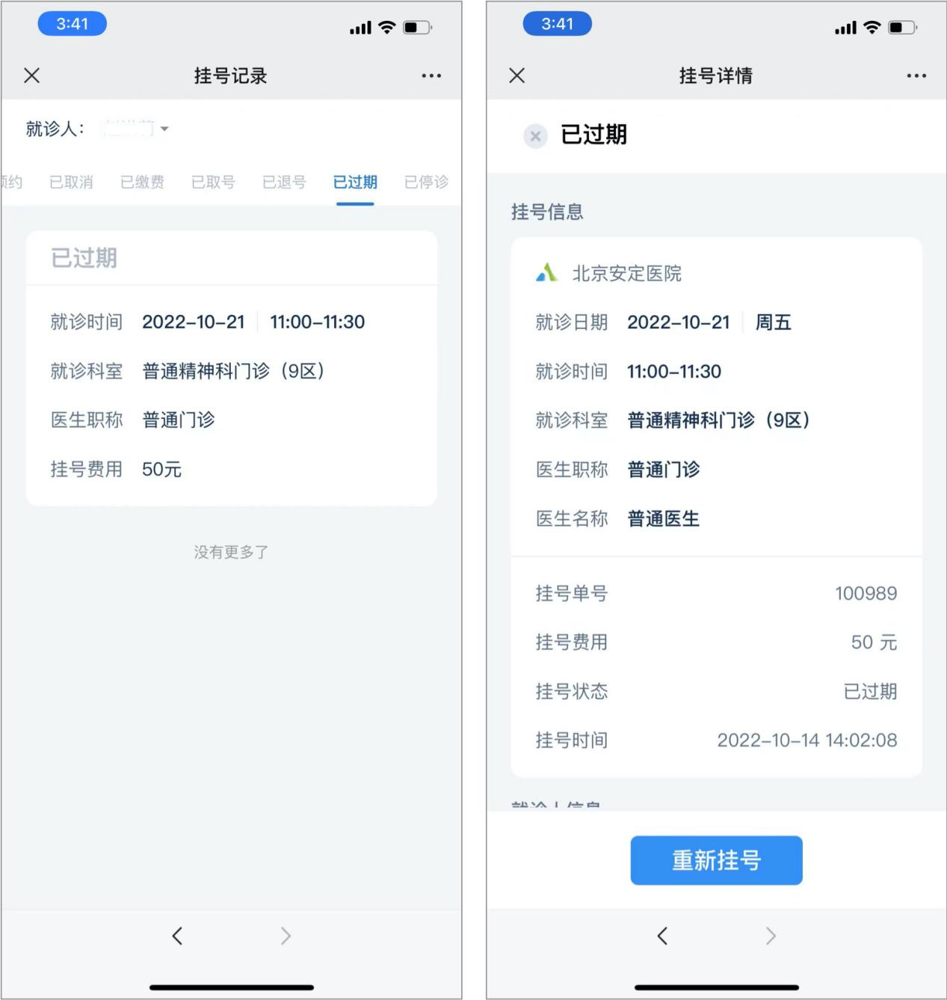 3:41
挂号记录
就诊人：
预约 已取消 已缴费 已取号 已退号 已过期 已停诊
已过期
就诊时间 2022-10-21 11:00-11:30
就诊科室 普通精神科门诊（9区）
医生职称 普通门诊
挂号费用 50元
没有更多了
3:41
挂号详情
已过期
挂号信息
北京安定医院
就诊日期 2022-10-21 周五
就诊时间 11:00-11:30
就诊科室 普通精神科门诊（9区）
医生职称 普通门诊
医生名称 普通医生
挂号单号 100989
挂号费用 50 元
挂号状态 已过期
挂号时间 2022-10-14 14:02:08
就诊人信息
重新挂号